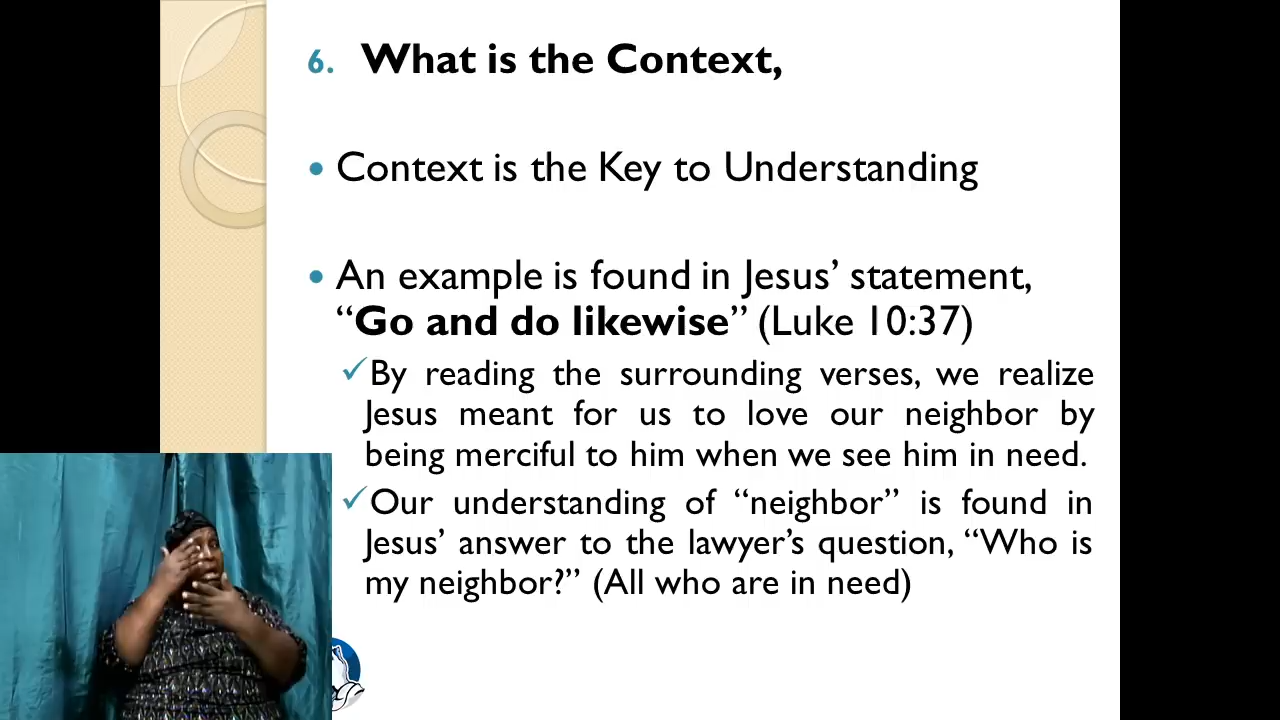 6. What is the Context,
• Context is the Key to Understanding
• An example is found in Jesus’ statement,
“Go and do likewise” (Luke 10:37)
✓By reading the surrounding verses, we realize
Jesus meant for us to love our neighbor by
being merciful to him when we see him in need.
✓Our understanding of “neighbor” is found in
Jesus’ answer to the lawyer’s question, “Who is
my neighbor?” (All who are in need)